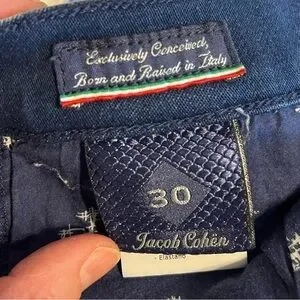 Exclusively Conceived,
Born and Raised in Italy
30
Jacob Cohën
- Elastano